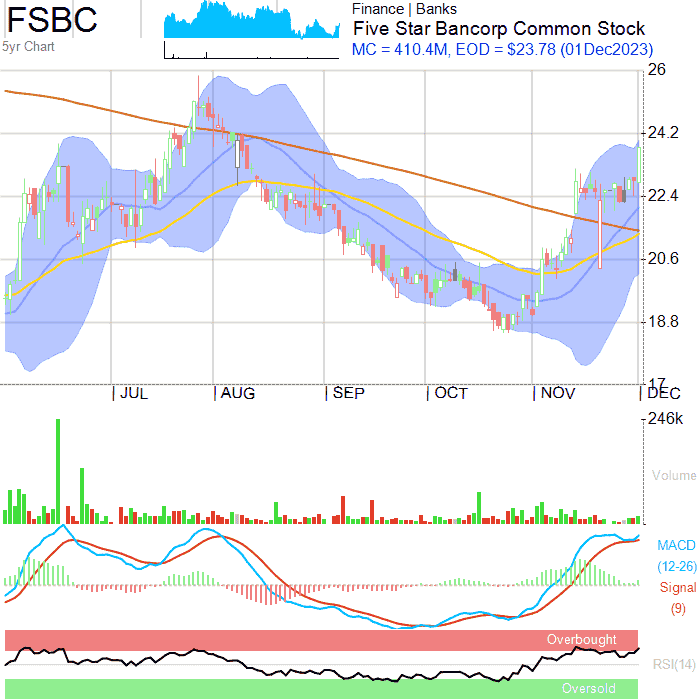 FSBC
5yr Chart
Finance | Banks
Five Star Bancorp Common Stock
MC = 410.4M, EOD = $23.78 (01Dec2023)
26
24.2
22.4
20.6
18.8
17
JUL AUG SEP OCT NOV DEC
246k
Volume
MACD
(12-26)
Signal
(9)
Overbought
RSI(14)
Oversold